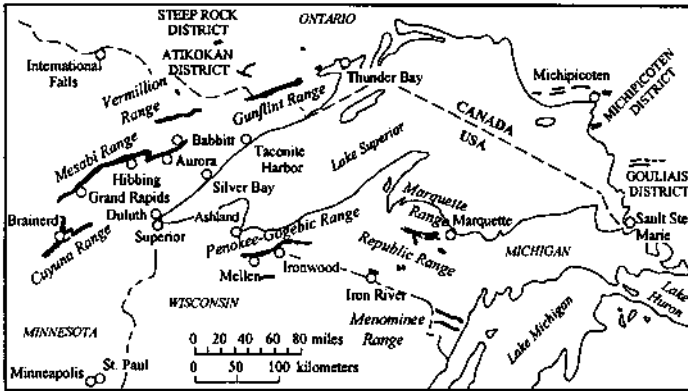 STEEP ROCK
DISTRICT
ONTARIO
ATIKOKAN
DISTRICT
International
Falls
Thunder
Bay
Vermillion
Range
Gunflint Range
Michipicoten
MICHIPICOTEN
DISTRICT
CANADA
USA
Mesabi Range
Babbitt
Aurora
Taconite
Harbor
Lake Superior
Hibbing
Grand Rapids
Silver Bay
GOULIAIS
DISTRICT
Brainerd
Duluth
Superior
Ashland
Marquette
Range
Marquette
Sault Ste
Marie
Cuyuna Range
Penokee-Gogebic Range
Republic Range
MICHIGAN
Mellen
Ironwood
Iron River
Lake
Huron
WISCONSIN
Menominee
Range
Lake Michigan
MINNESOTA
0 20 40 60 80 miles
0 50 100 kilometers
Minneapolis
St. Paul